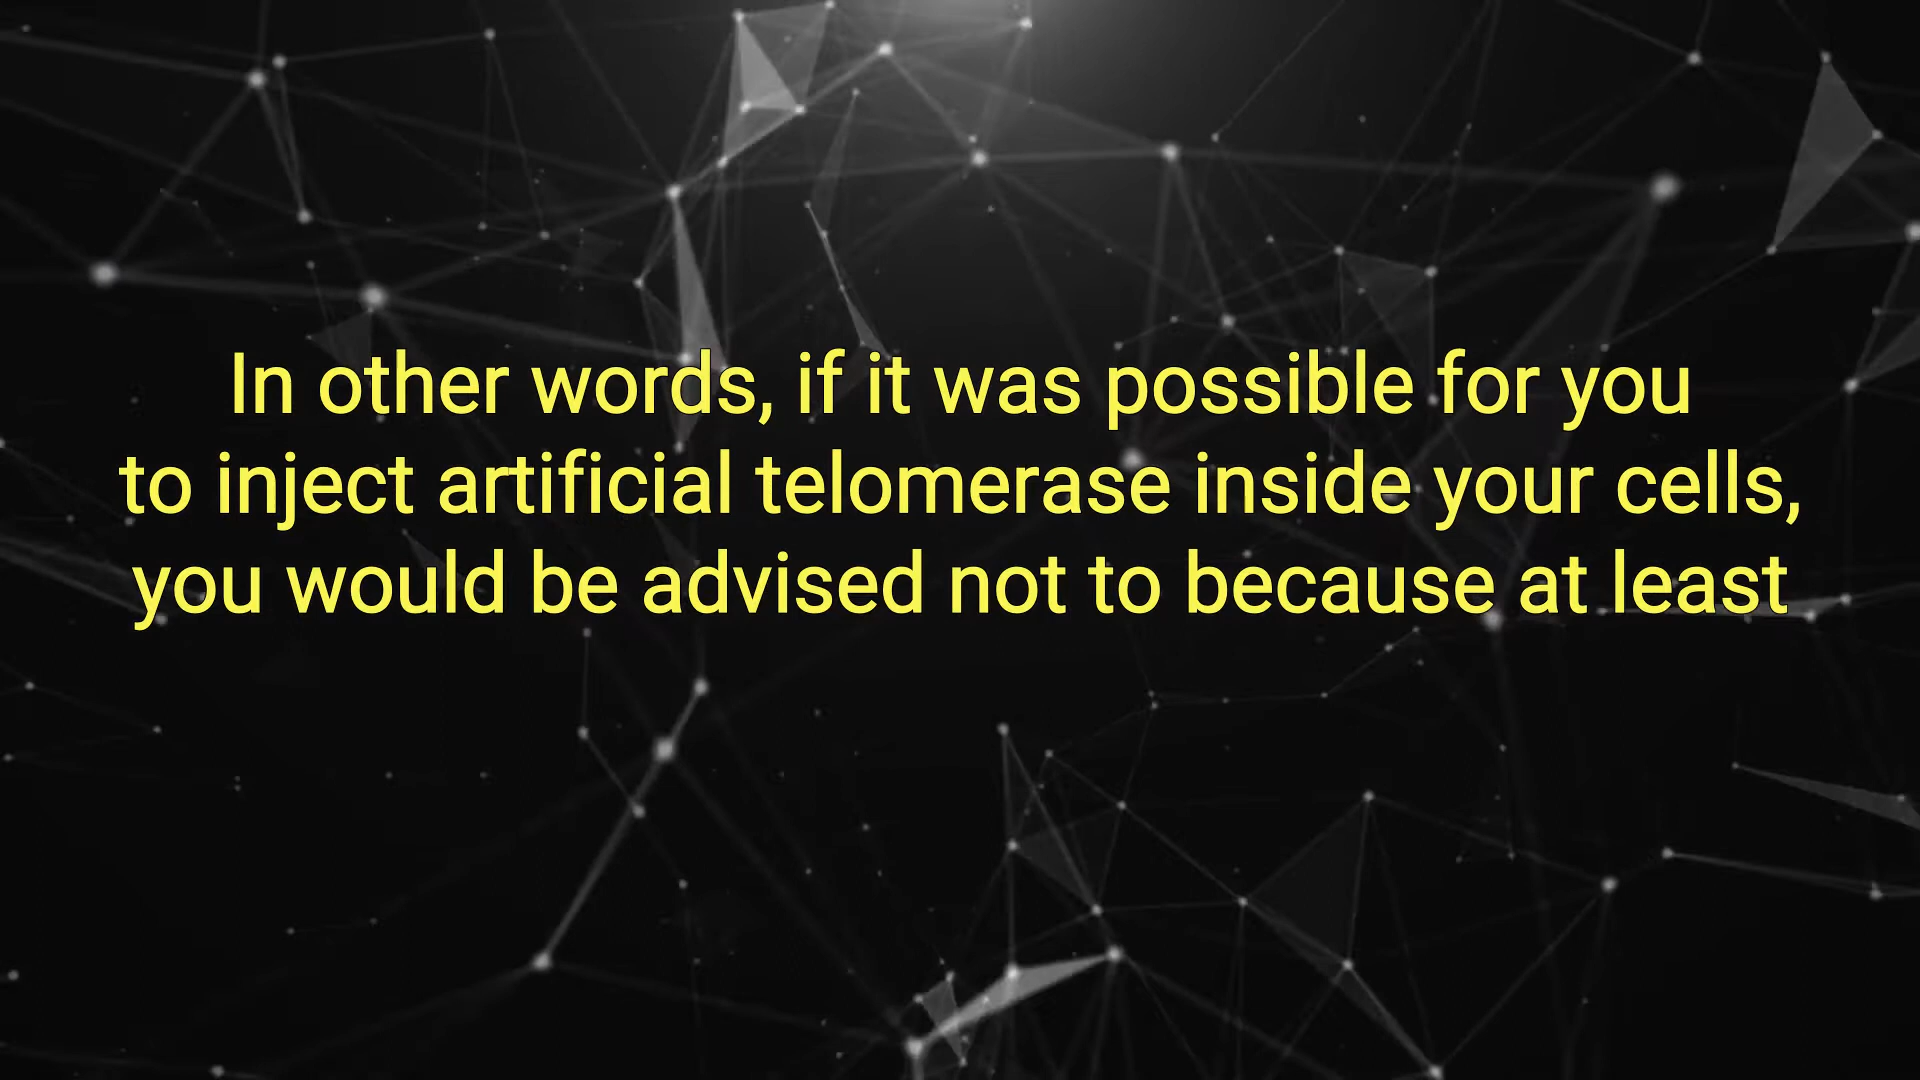 In other words, if it was possible for you
to inject artificial telomerase inside your cells,
you would be advised not to because at least